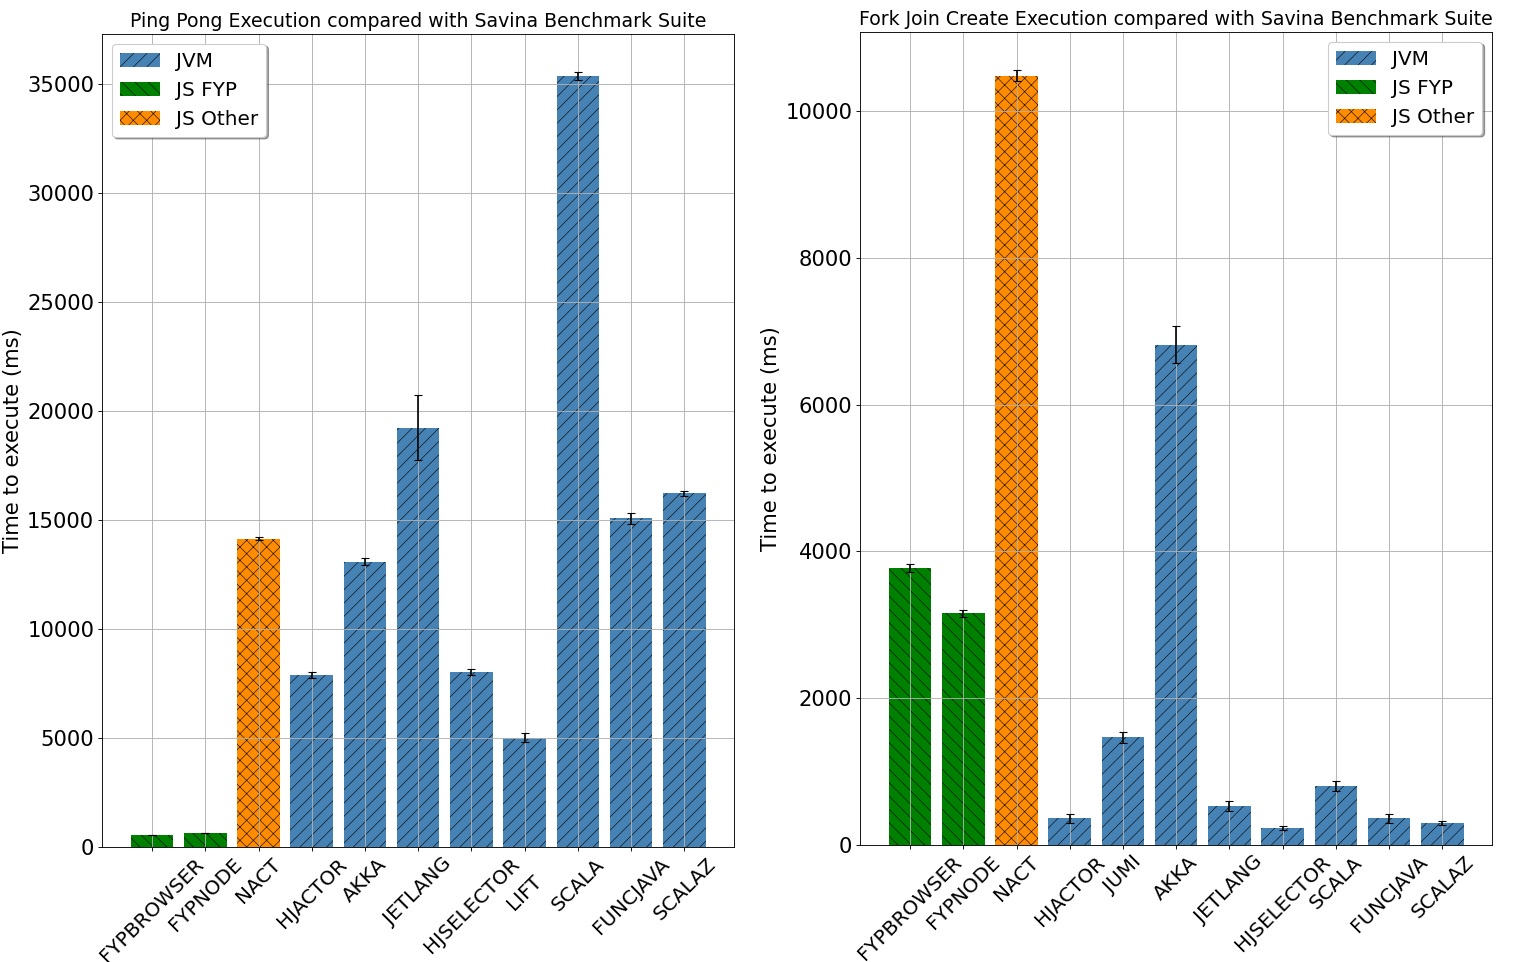 Ping Pong Execution compared with Savina Benchmark Suite
JVM
JS FYP
JS Other
Time to execute (ms)
35000
30000
25000
20000
15000
10000
5000
0
FYPBROWSER
FYPNODE
NACT
HJACTOR
AKKA
JETLANG
HJSELECTOR
LIFT
SCALA
FUNCJAVA
SCALAZ
Fork Join Create Execution compared with Savina Benchmark Suite
JVM
JS FYP
JS Other
Time to execute (ms)
10000
8000
6000
4000
2000
0
FYPBROWSER
FYPNODE
NACT
HJACTOR
JUMI
AKKA
JETLANG
HJSELECTOR
SCALA
FUNCJAVA
SCALAZ